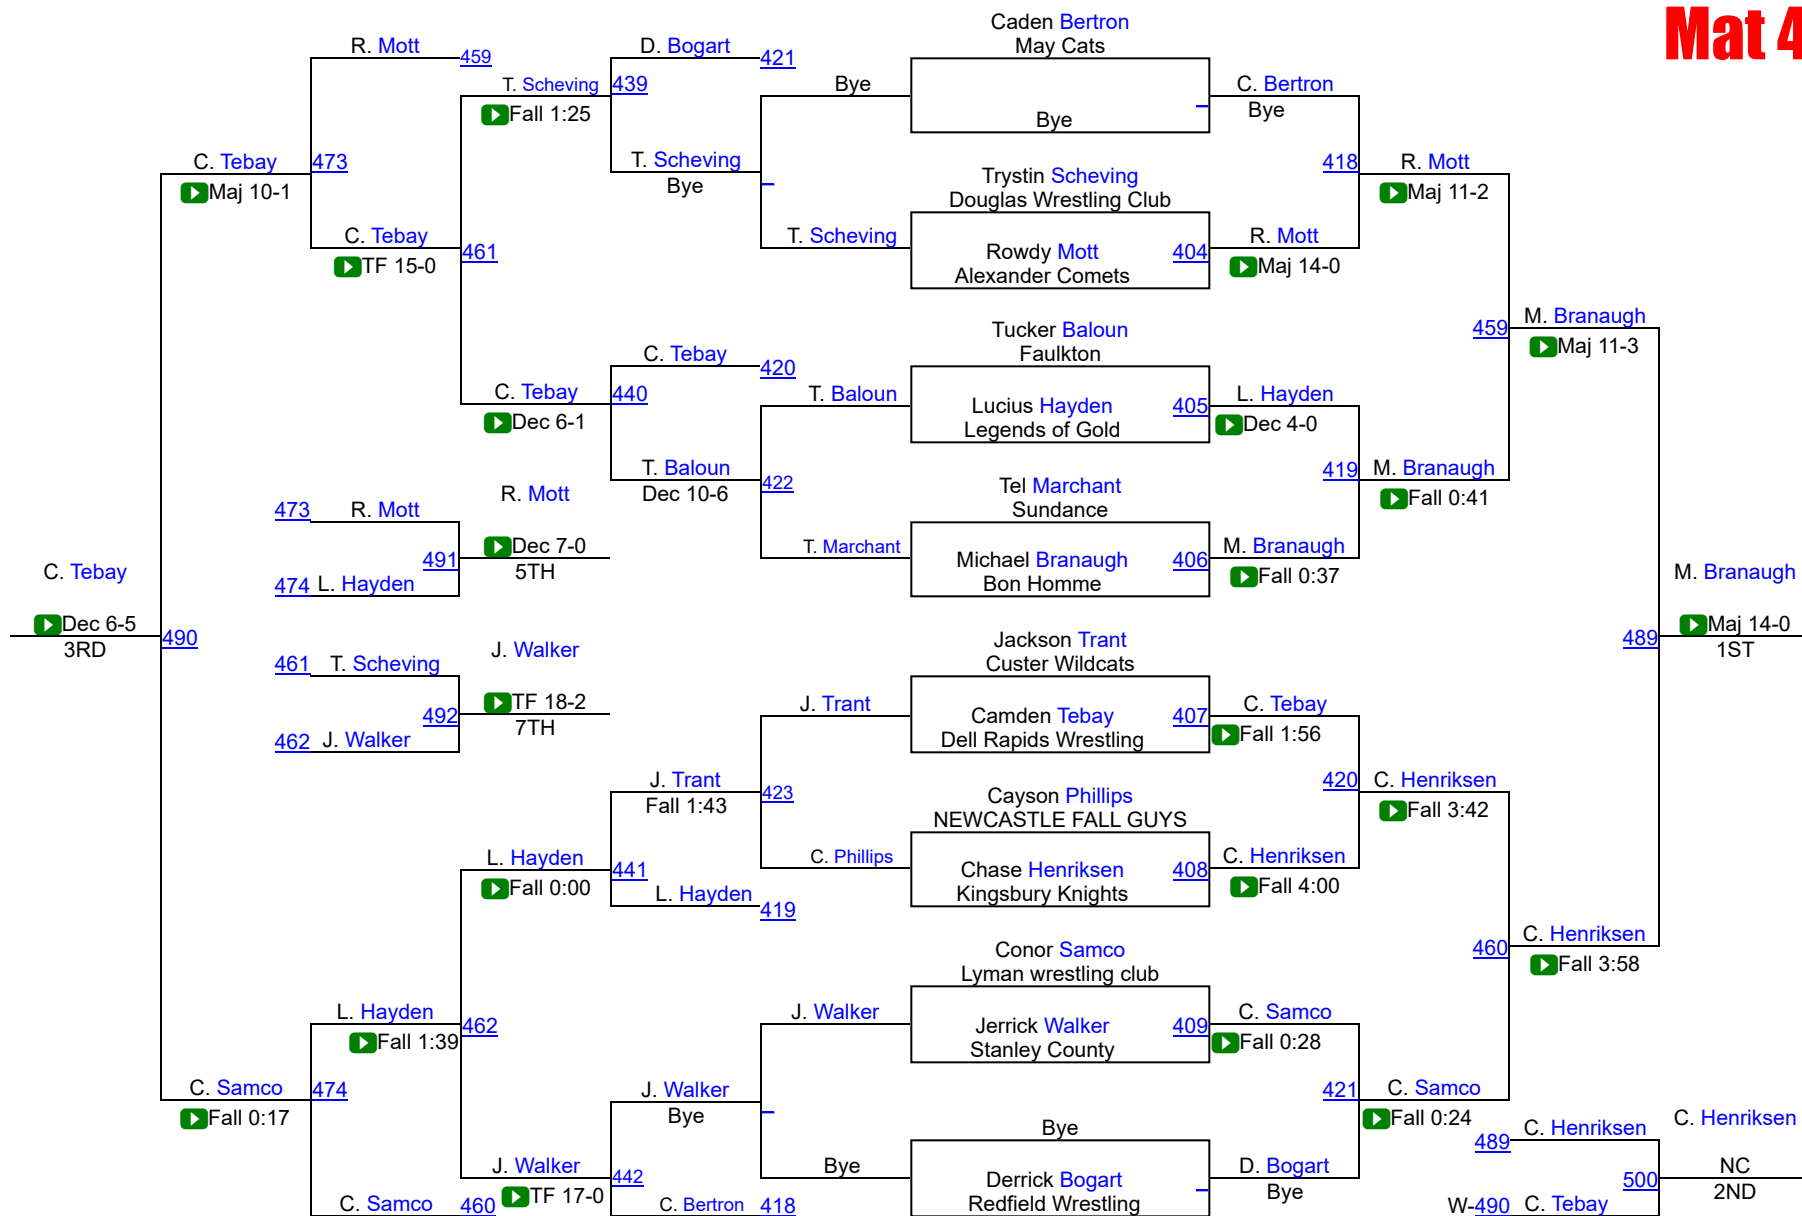 Mat 4
Caden Bertron
May Cats
R. Mott
459
D. Bogart
421
T. Scheving
439
Fall 1:25
Bye
Bye
C. Bertron
Bye
C. Tebay
473
Maj 10-1
T. Scheving
Bye
Trystin Scheving
Douglas Wrestling Club
418
R. Mott
Maj 11-2
C. Tebay
TF 15-0
461
T. Scheving
Rowdy Mott
404
Alexander Comets
R. Mott
Maj 14-0
Tucker Baloun
Faulkton
459
M. Branaugh
Maj 11-3
C. Tebay
420
C. Tebay
440
Dec 6-1
T. Baloun
Lucius Hayden
405
Legends of Gold
L. Hayden
Dec 4-0
T. Baloun
Dec 10-6
422
Tel Marchant
Sundance
419
M. Branaugh
Fall 0:41
473
R. Mott
R. Mott
491
Dec 7-0
5TH
474
L. Hayden
T. Marchant
Michael Branaugh
406
Bon Homme
M. Branaugh
Fall 0:37
C. Tebay
Dec 6-5
3RD
490
M. Branaugh
489
Maj 14-0
1ST
461
T. Scheving
J. Walker
492
TF 18-2
7TH
462
J. Walker
Jackson Trant
Custer Wildcats
J. Trant
Camden Tebay
407
Dell Rapids Wrestling
C. Tebay
Fall 1:56
J. Trant
Fall 1:43
423
Cayson Phillips
NEWCASTLE FALL GUYS
420
C. Henriksen
Fall 3:42
L. Hayden
Fall 0:00
441
C. Phillips
Chase Henriksen
408
Kingsbury Knights
C. Henriksen
Fall 4:00
L. Hayden
419
Conor Samco
Lyman wrestling club
460
C. Henriksen
Fall 3:58
L. Hayden
Fall 1:39
462
J. Walker
Jerrick Walker
409
Stanley County
C. Samco
Fall 0:28
C. Samco
Fall 0:17
474
J. Walker
Bye
Bye
421
C. Samco
Fall 0:24
C. Henriksen
489
C. Henriksen
J. Walker
TF 17-0
442
Bye
Derrick Bogart
Redfield Wrestling
D. Bogart
Bye
500
NC
2ND
C. Samco
460
C. Bertron
418
W-490
C. Tebay